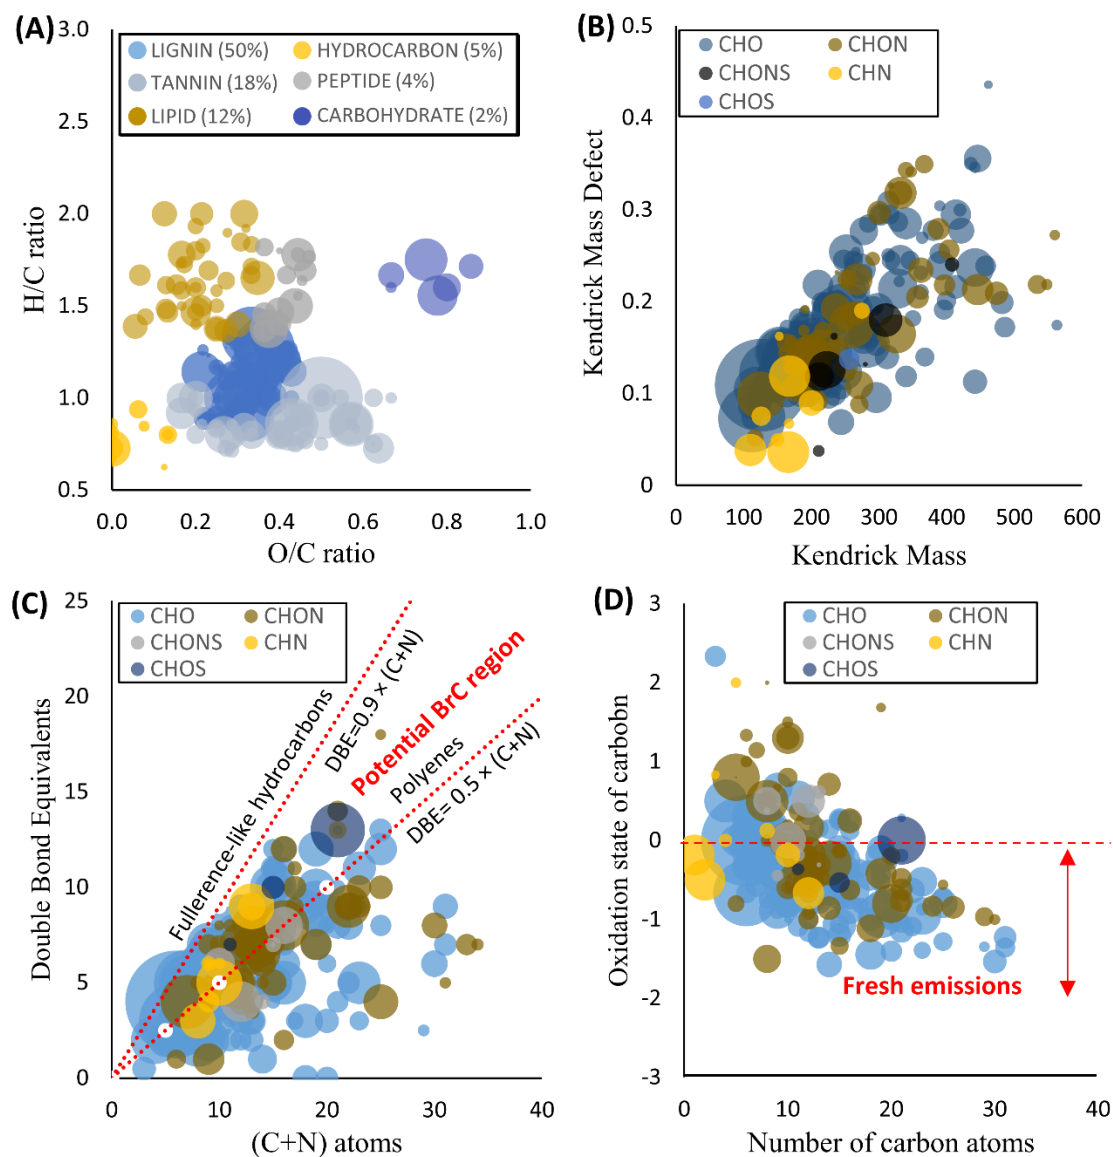 (A)
3.0
2.5
2.0
1.5
1.0
0.5
H/C ratio
LIGNIN (50%) HYDROCARBON (5%)
TANNIN (18%) PEPTIDE (4%)
LIPID (12%) CARBOHYDRATE (2%)
0.0 0.2 0.4 0.6 0.8 1.0
O/C ratio
(B)
0.5
0.4
0.3
0.2
0.1
0
Kendrick Mass Defect
CHO CHON
CHONS CHN
CHOS
0 100 200 300 400 500 600
Kendrick Mass
(C)
25
20
15
10
5
0
Double Bond Equivalents
CHO CHON
CHONS CHN
CHOS
Fullerence-like hydrocarbons
DBE=0.9 × (C+N)
Potential BrC region
Polyenes
DBE= 0.5 × (C+N)
0 10 20 30 40
(C+N) atoms
(D)
3
2
1
0
-1
-2
-3
Oxidation state of carbobn
CHO CHON
CHONS CHN
CHOS
Fresh emissions
0 10 20 30 40
Number of carbon atoms